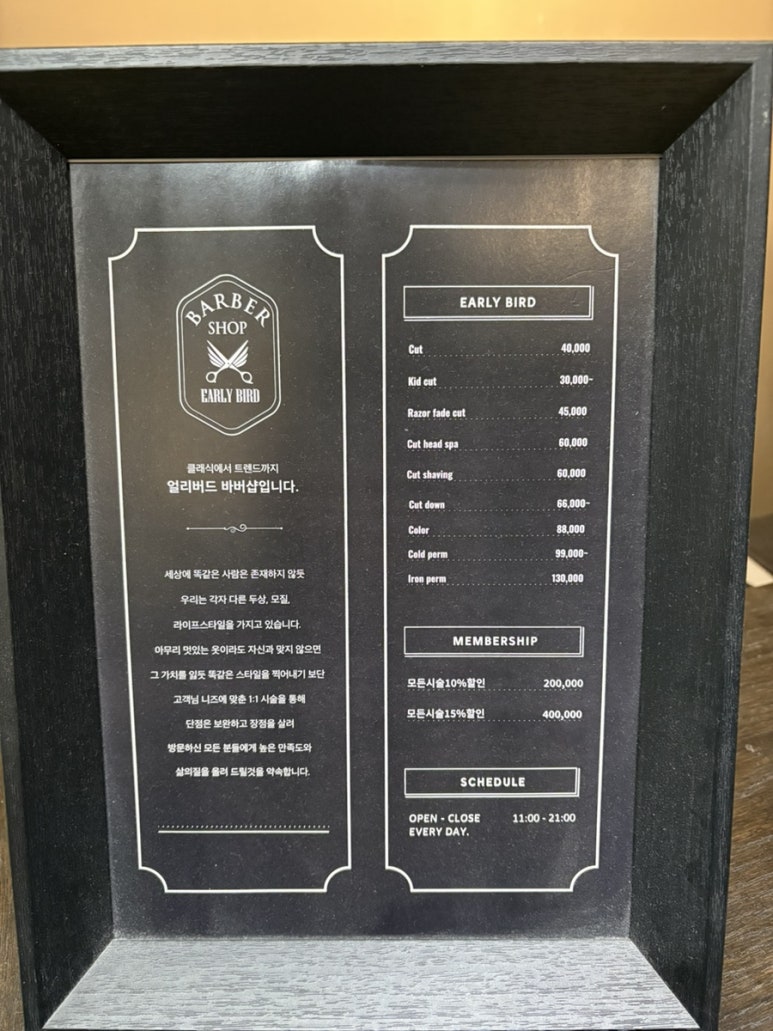 BARBER
SHOP
EARLY BIRD
클래식에서 트렌드까지
얼리버드 바버샵입니다.
세상에 똑같은 사람은 존재하지 않듯
우리는 각자 다른 두상, 모질,
라이프스타일을 가지고 있습니다.
아무리 멋있는 옷이라도 자신과 맞지 않으면
그 가치를 잃듯 똑같은 스타일을 찍어내기 보단
고객님 니즈에 맞춘 1:1 시술을 통해
단점은 보완하고 장점을 살려
방문하신 모든 분들에게 높은 만족도와
삶의질을 올려 드릴것을 약속합니다.
EARLY BIRD
Cut 40,000
Kid cut 30,000~
Razor fade cut 45,000
Cut head spa 60,000
Cut shaving 60,000
Cut down 66,000~
Color 88,000
Cold perm 99,000~
Iron perm 130,000
MEMBERSHIP
모든시술10%할인 200,000
모든시술15%할인 400,000
SCHEDULE
OPEN - CLOSE 11:00 - 21:00
EVERY DAY.